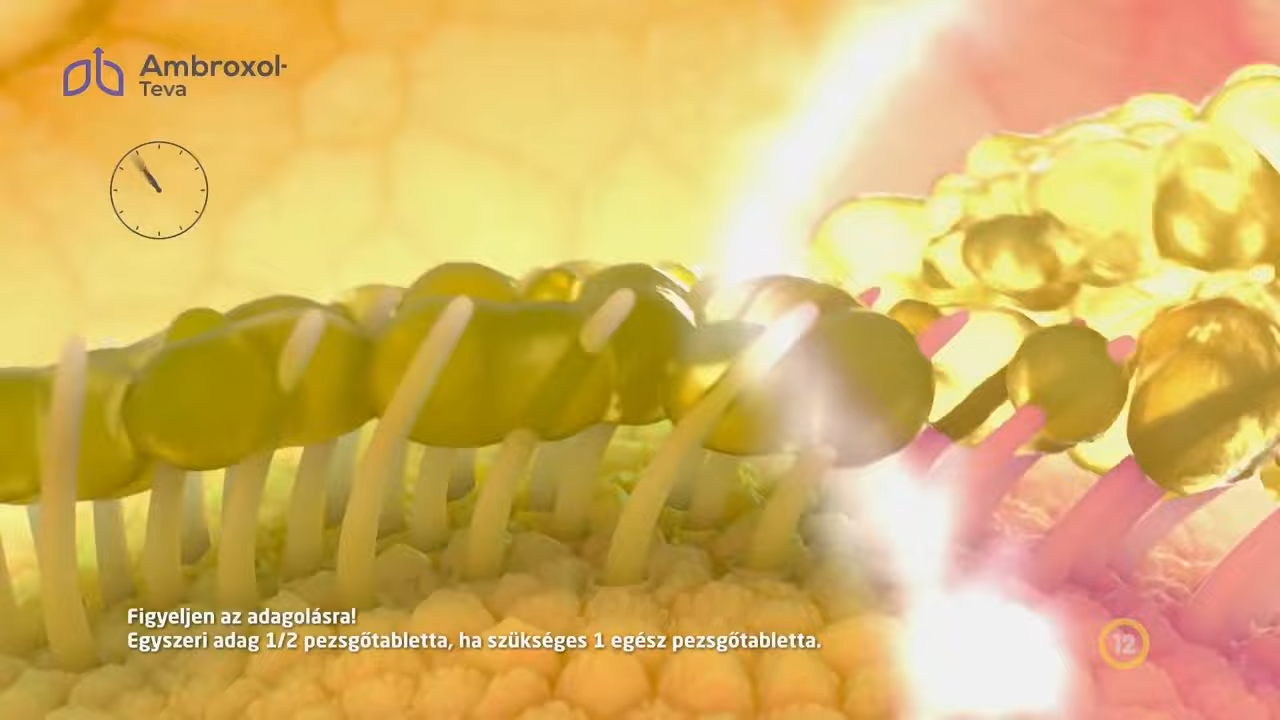 Ambroxol-
Teva
Figyeljen az adagolásra!
Egyszeri adag 1/2 pezsgőtabletta, ha szükséges 1 egész pezsgőtabletta.
12